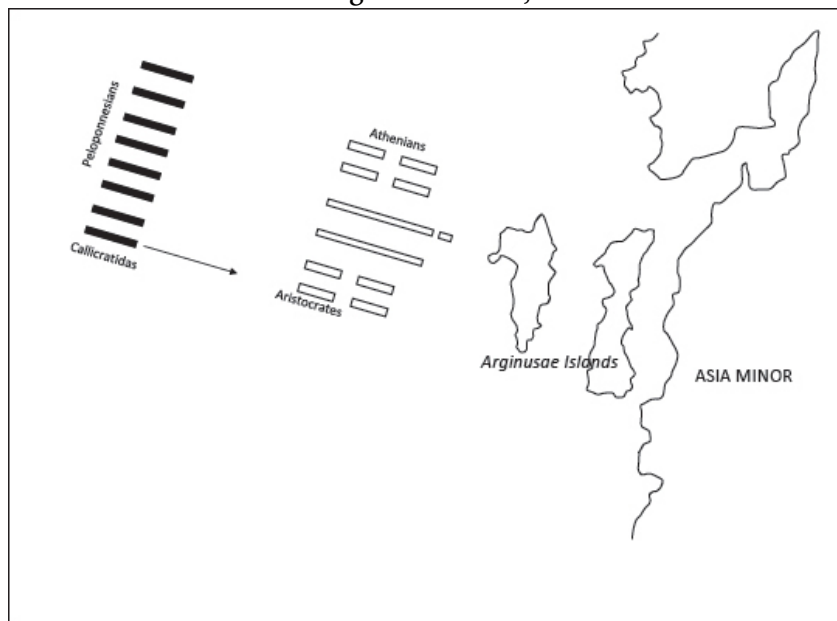 Peloponnesians
Athenians
Callicratidas
Aristocrates
Arginusae Islands
ASIA MINOR